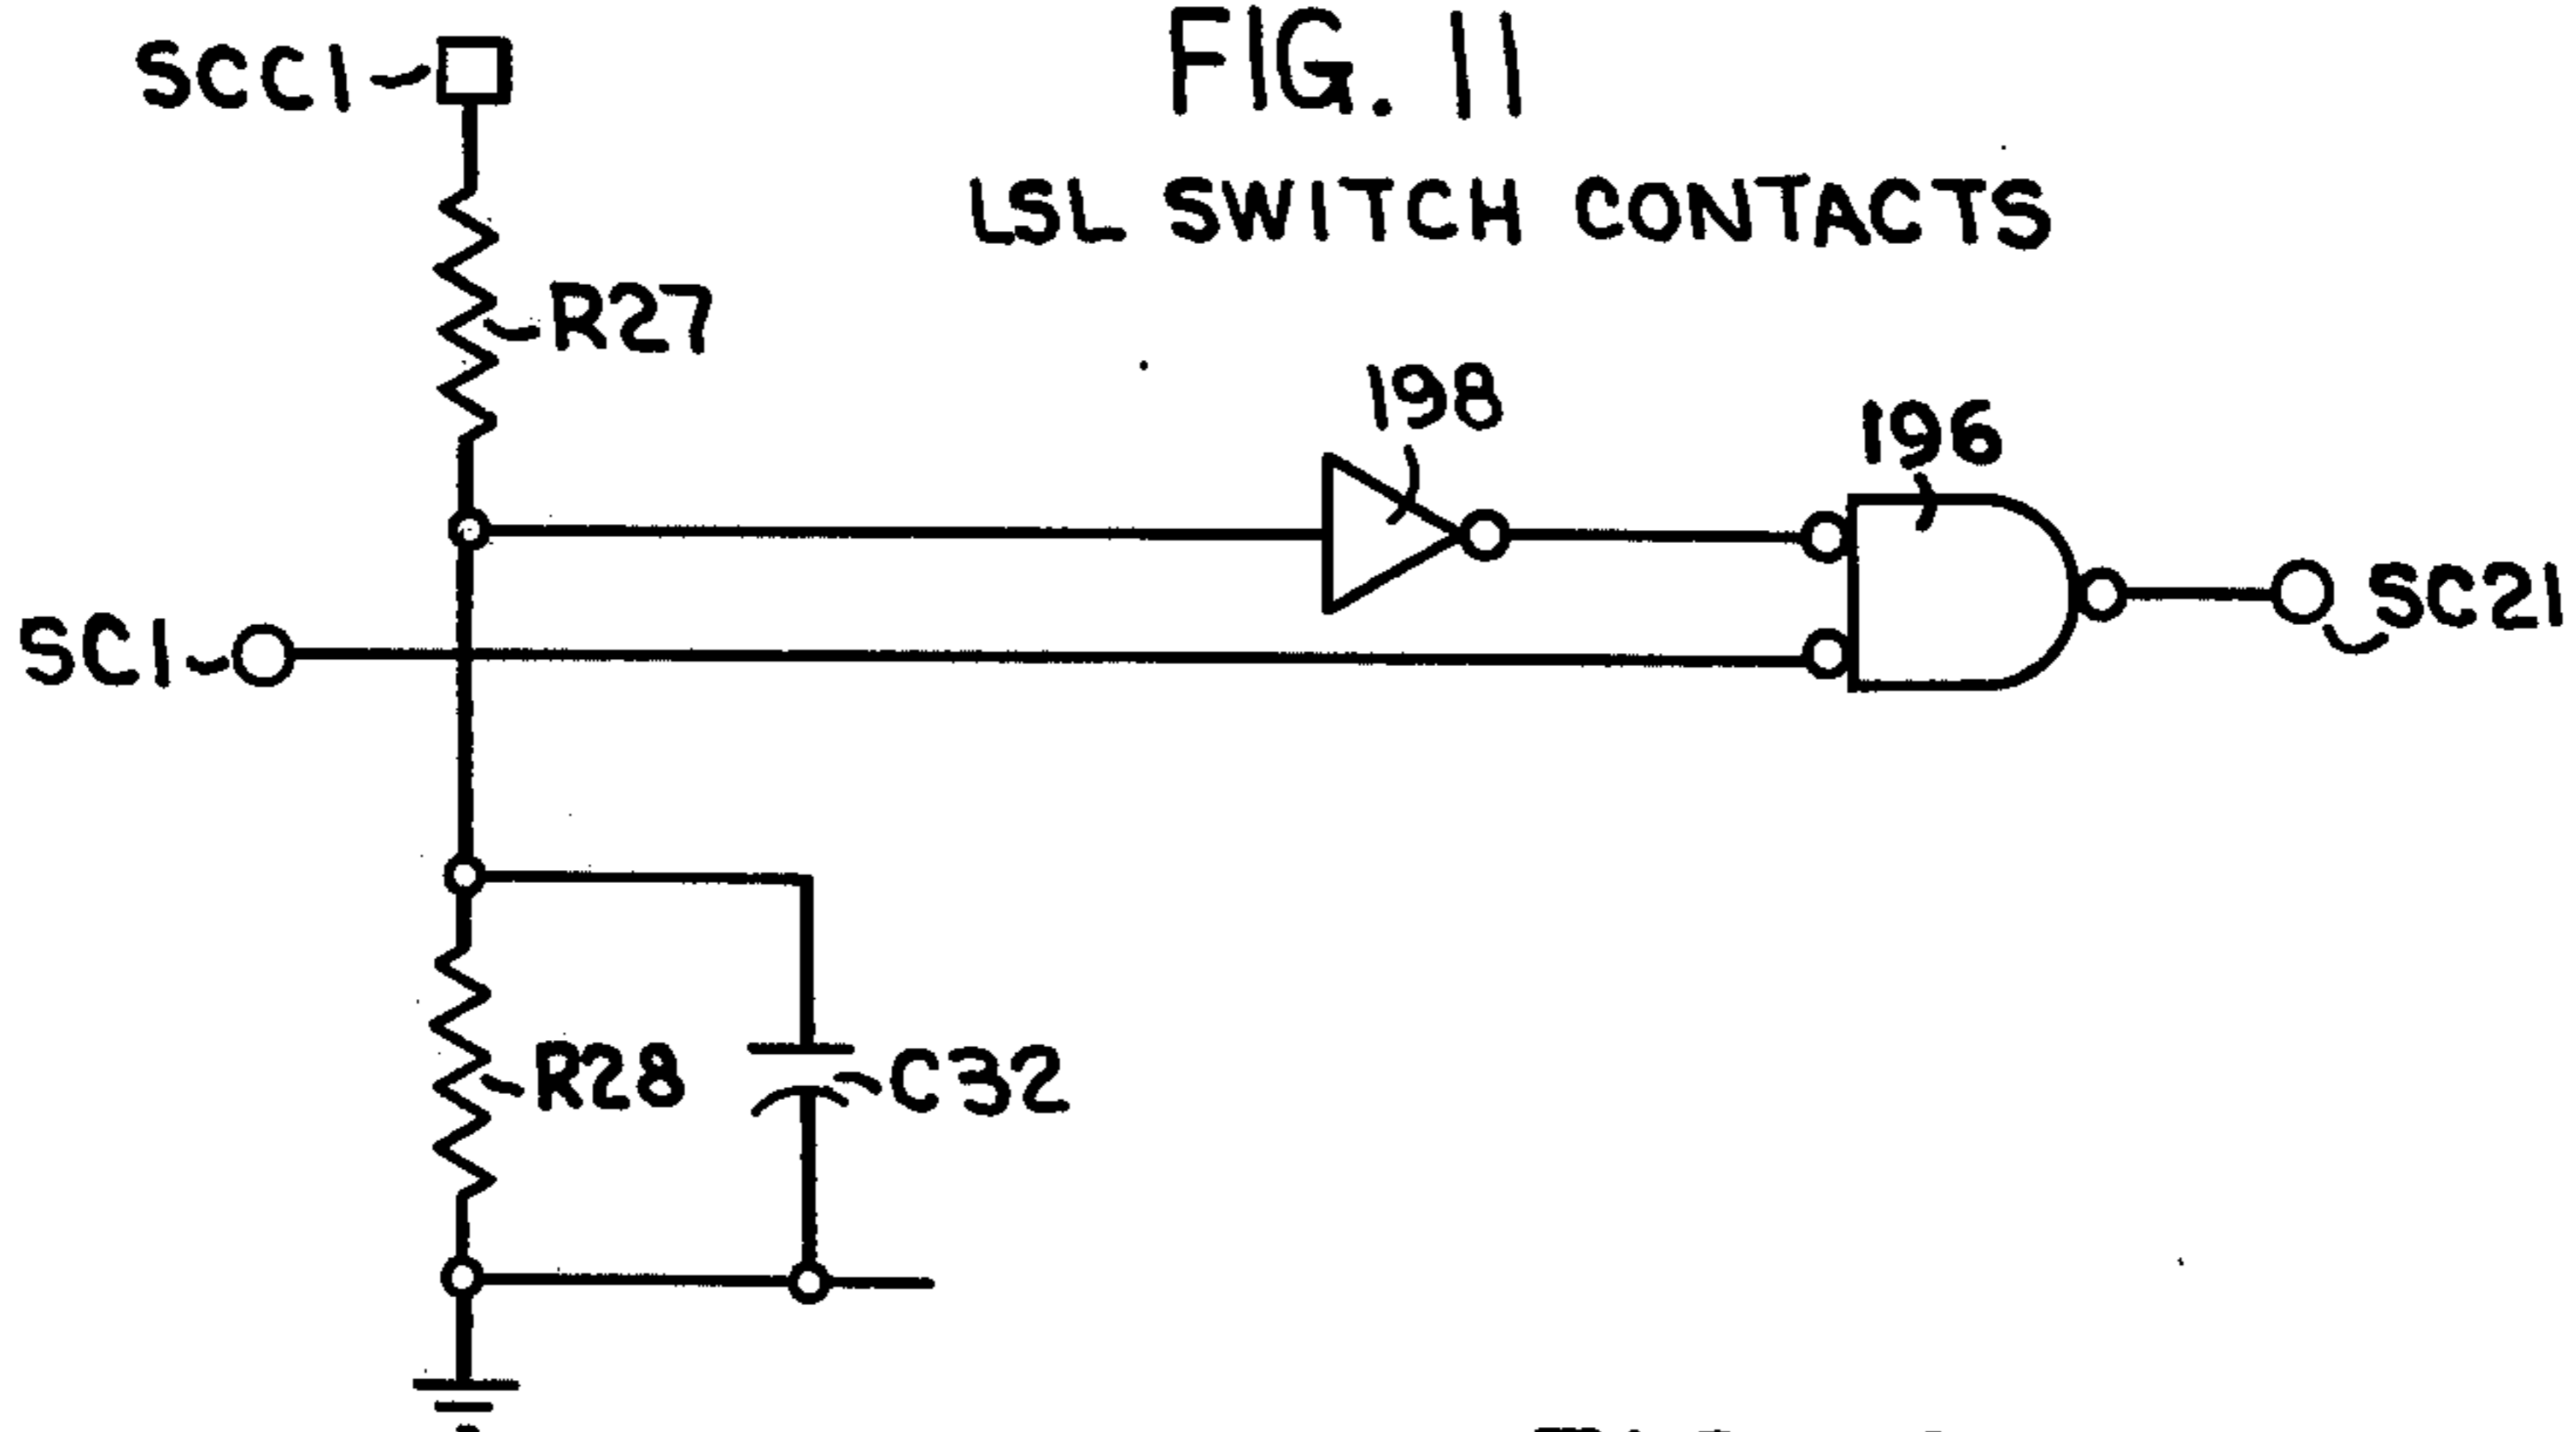 FIG. 11
LSL SWITCH CONTACTS
SCC1
R27
198
196
SC1
SC21
R28
C32